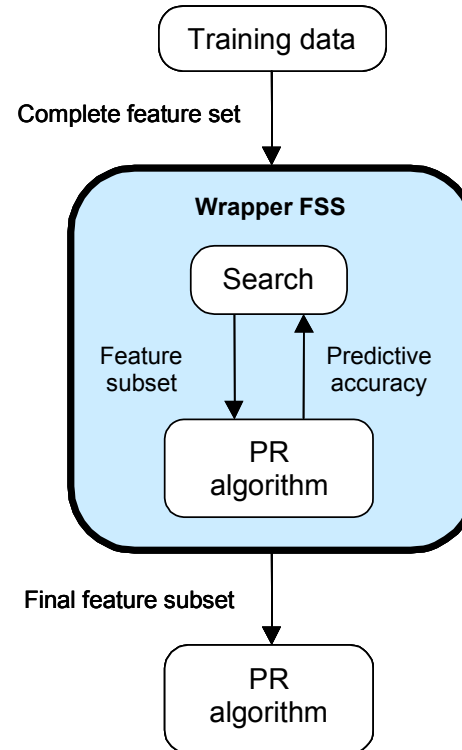 Training data
Complete feature set
Wrapper FSS
Search
Feature
subset
Predictive
accuracy
PR
algorithm
Final feature subset
PR
algorithm